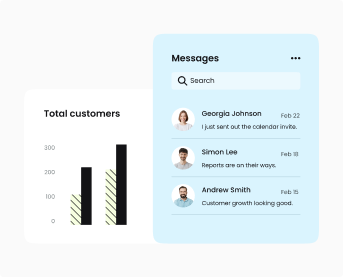 Messages
Search
Georgia Johnson Feb 22
I just sent out the calendar invite.
Simon Lee Feb 18
Reports are on their ways.
Andrew Smith Feb 15
Customer growth looking good.
Total customers
300
200
100
0